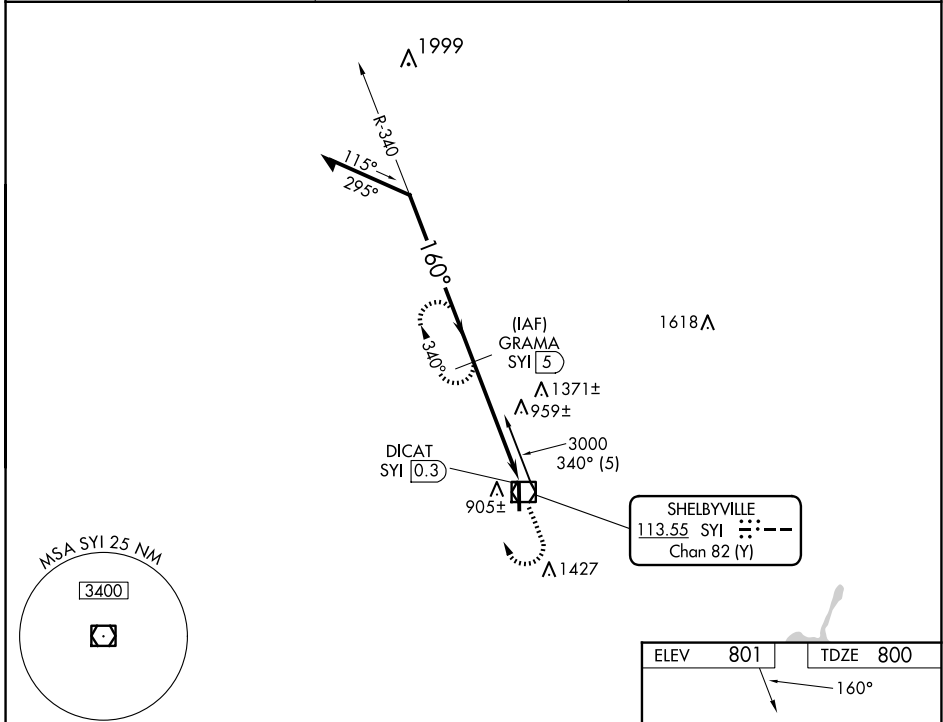 1999
R-340
115°
295°
160°
(IAF)
GRAMA
SYI 5
340°
1618
1371±
959±
3000
340° (5)
DICAT
SYI 0.3
905±
SHELBYVILLE
113.55 SYI
Chan 82 (Y)
1427
MSA SYI 25 NM
3400
ELEV 801
TDZE 800
160°